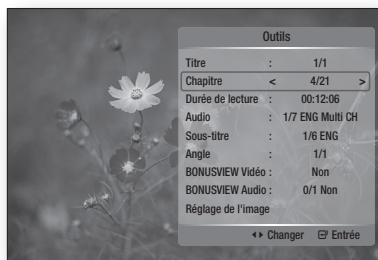 Outils
Titre : 1/1
Chapitre < 4/21 >
Durée de lecture : 00:12:06
Audio : 1/7 ENG Multi CH
Sous-titre : 1/6 ENG
Angle : 1/1
BONUSVIEW Vidéo : Non
BONUSVIEW Audio : 0/1 Non
Réglage de l'image
Changer Entrée